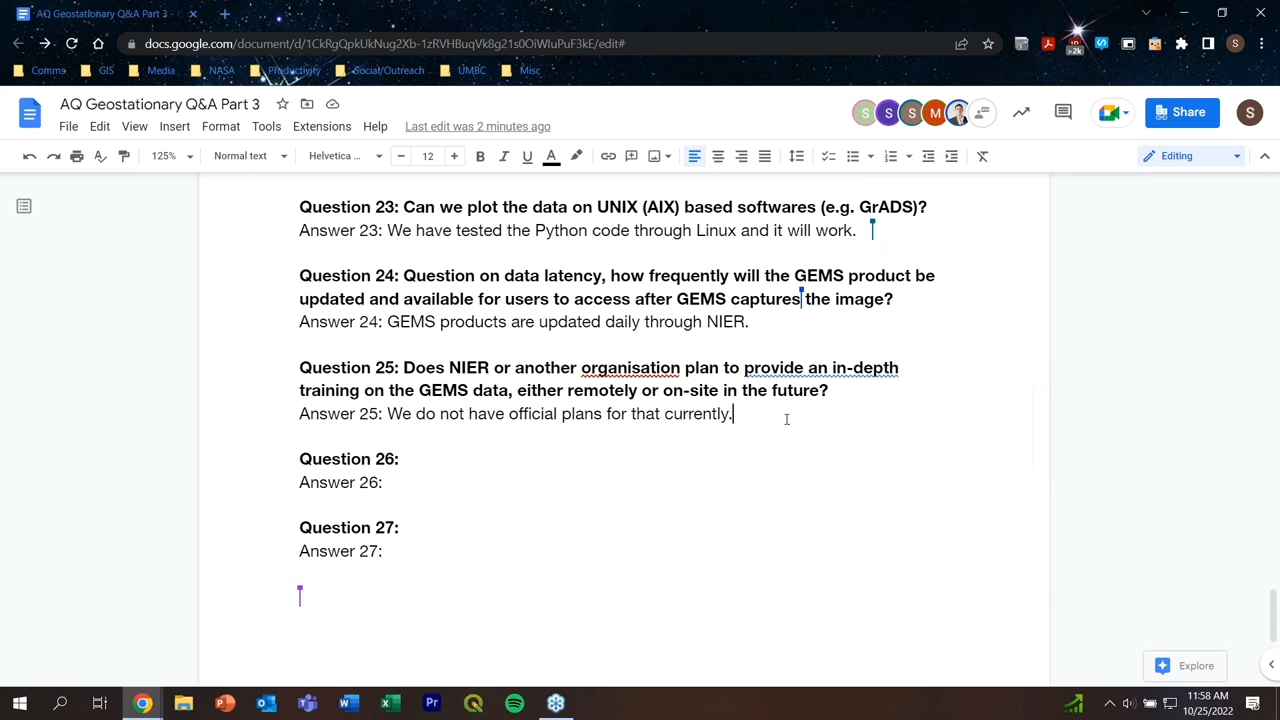 AQ Geostationary Q&A Part 3 -
docs.google.com/document/d/1CkRgQpkUkNug2Xb-1zRVHBuqVk8g21s0OiWIuPuF3kE/edit#
>2k
S
Comms GIS Media NASA Productivity Social/Outreach UMBC Misc
AQ Geostationary Q&A Part 3
S S S M
Share
S
File Edit View Insert Format Tools Extensions Help Last edit was 2 minutes ago
125% Normal text Helvetica ... 12 B I U A Editing
Question 23: Can we plot the data on UNIX (AIX) based softwares (e.g. GrADS)?
Answer 23: We have tested the Python code through Linux and it will work.
Question 24: Question on data latency, how frequently will the GEMS product be
updated and available for users to access after GEMS captures the image?
Answer 24: GEMS products are updated daily through NIER.
Question 25: Does NIER or another organisation plan to provide an in-depth
training on the GEMS data, either remotely or on-site in the future?
Answer 25: We do not have official plans for that currently.
Question 26:
Answer 26:
Question 27:
Answer 27:
Explore
11:58 AM
10/25/2022